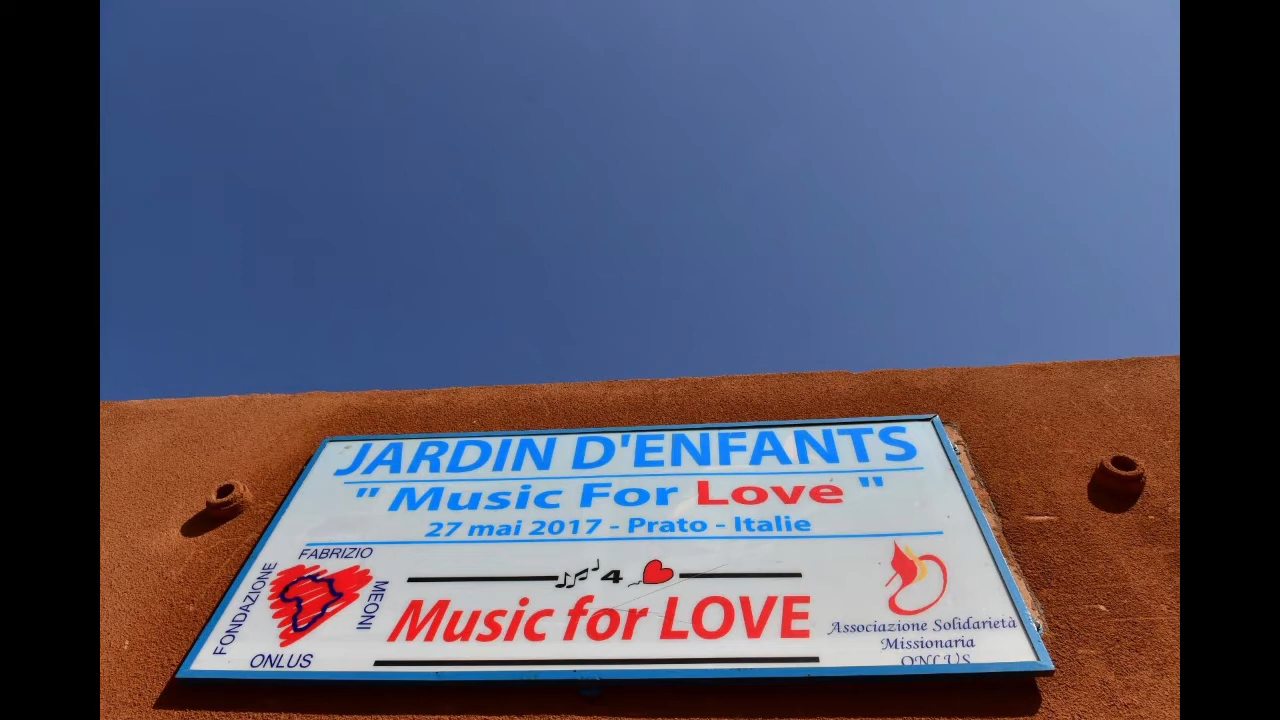 JARDIN D'ENFANTS
" Music For Love "
27 mai 2017 - Prato - Italie
FONDAZIONE FABRIZIO MEONI ONLUS
4
Music for LOVE
Associazione Solidarietà
Missionaria
ONLUS